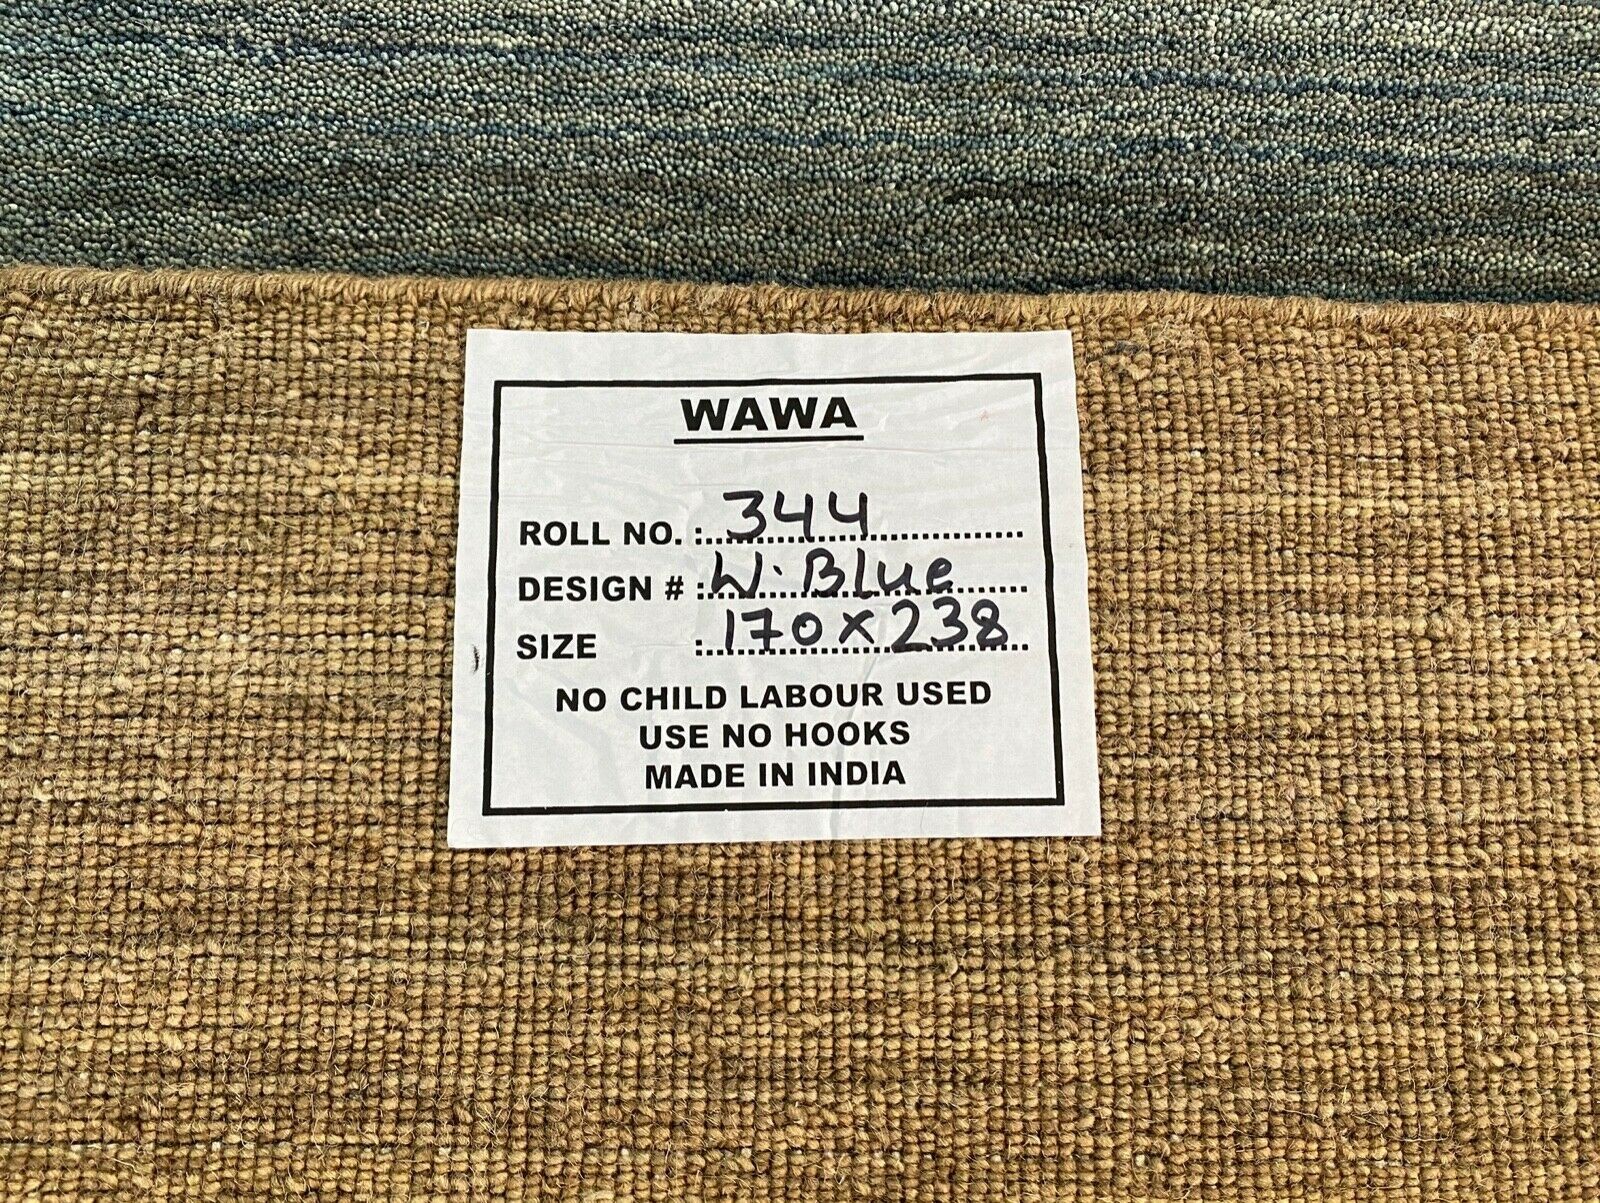 WAWA
ROLL NO. : 344
DESIGN # : W. Blue
SIZE : 170 x 238
NO CHILD LABOUR USED
USE NO HOOKS
MADE IN INDIA